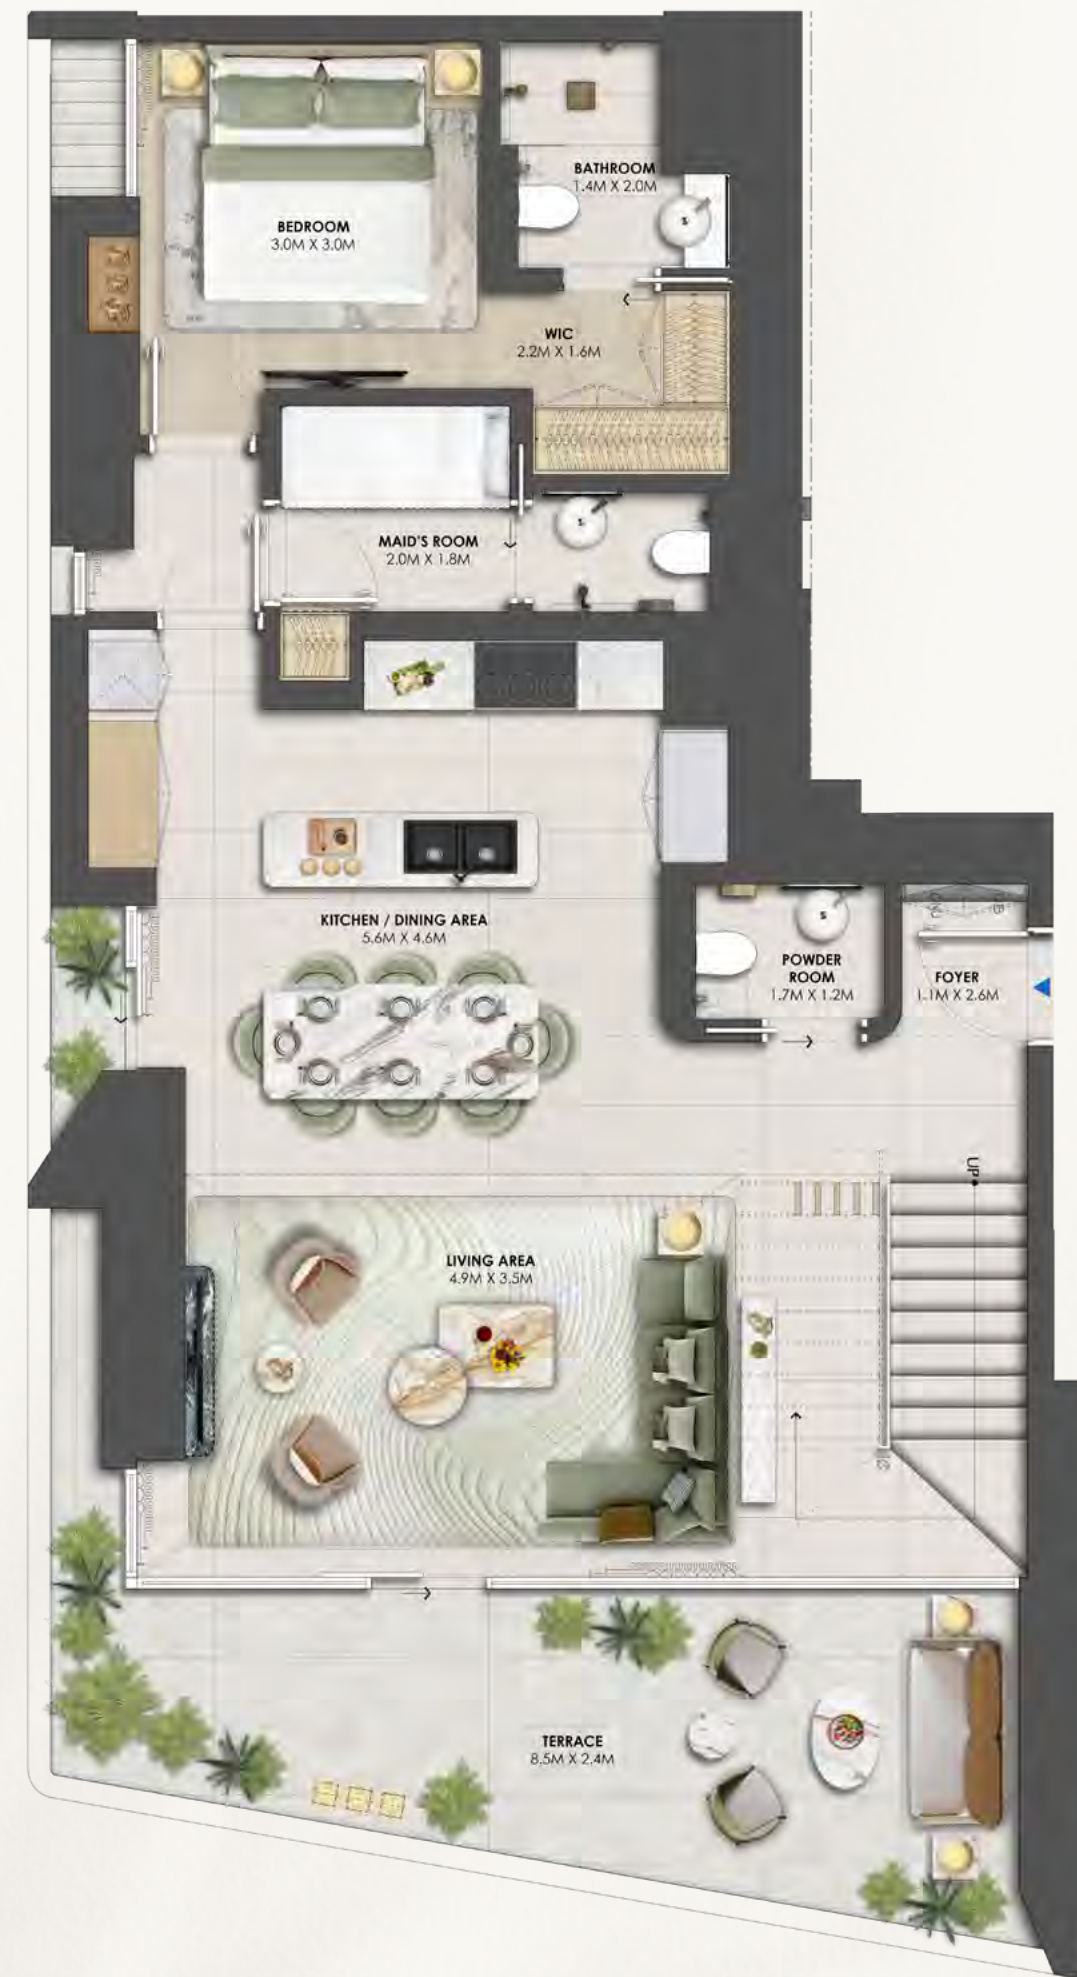 BATHROOM
1.4M X 2.0M
BEDROOM
3.0M X 3.0M
WIC
2.2M X 1.6M
MAID'S ROOM
2.0M X 1.8M
KITCHEN / DINING AREA
5.6M X 4.6M
POWDER
ROOM
1.7M X 1.2M
FOYER
1.1M X 2.6M
UP
LIVING AREA
4.9M X 3.5M
TERRACE
8.5M X 2.4M